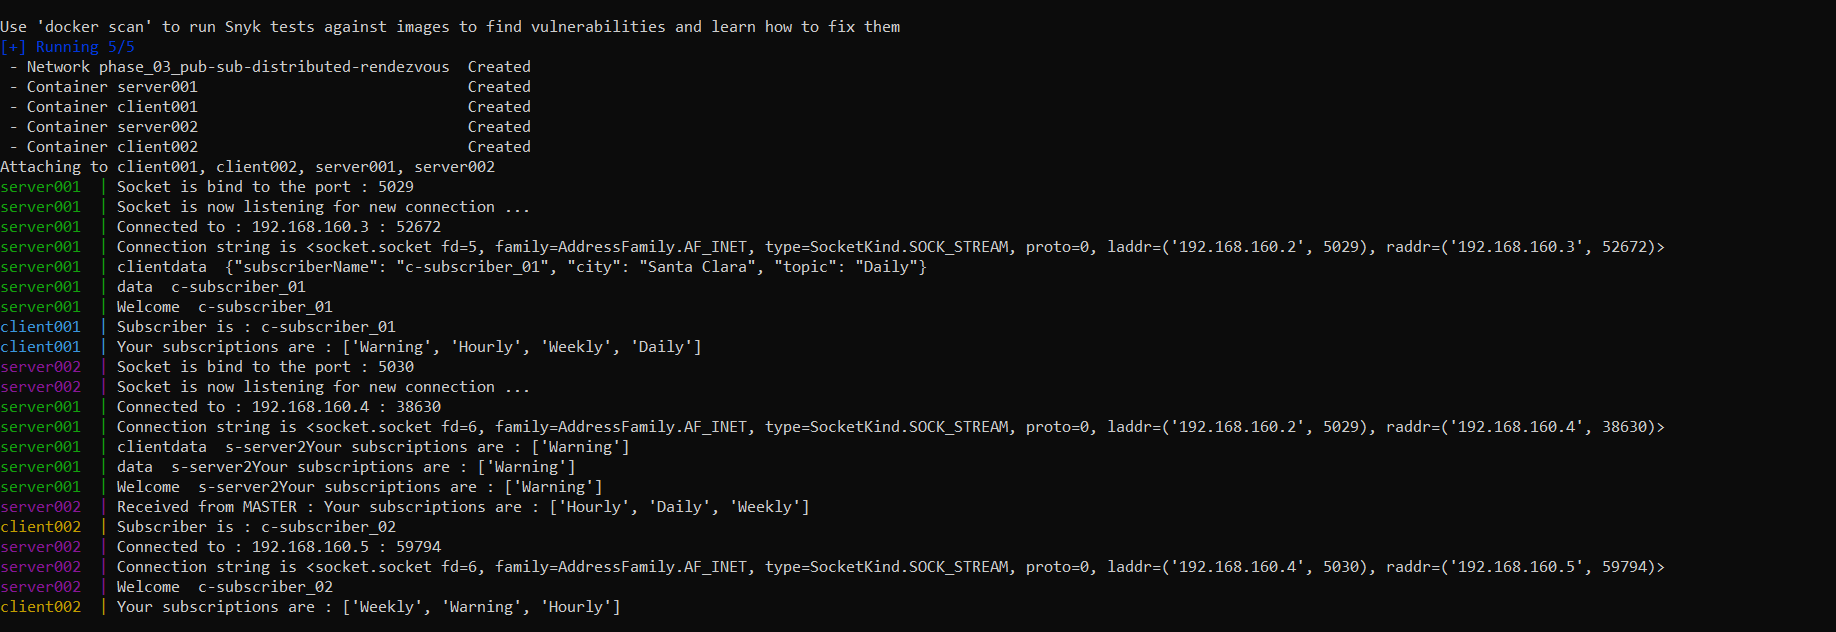 Use 'docker scan' to run Snyk tests against images to find vulnerabilities and learn how to fix them
[+] Running 5/5
 - Network phase_03_pub-sub-distributed-rendezvous  Created
 - Container server001                              Created
 - Container client001                              Created
 - Container server002                              Created
 - Container client002                              Created
Attaching to client001, client002, server001, server002
server001  | Socket is bind to the port : 5029
server001  | Socket is now listening for new connection ...
server001  | Connected to : 192.168.160.3 : 52672
server001  | Connection string is <socket.socket fd=5, family=AddressFamily.AF_INET, type=SocketKind.SOCK_STREAM, proto=0, laddr=('192.168.160.2', 5029), raddr=('192.168.160.3', 52672)>
server001  | clientdata  {"subscriberName": "c-subscriber_01", "city": "Santa Clara", "topic": "Daily"}
server001  | data  c-subscriber_01
server001  | Welcome  c-subscriber_01
client001  | Subscriber is : c-subscriber_01
client001  | Your subscriptions are : ['Warning', 'Hourly', 'Weekly', 'Daily']
server002  | Socket is bind to the port : 5030
server002  | Socket is now listening for new connection ...
server001  | Connected to : 192.168.160.4 : 38630
server001  | Connection string is <socket.socket fd=6, family=AddressFamily.AF_INET, type=SocketKind.SOCK_STREAM, proto=0, laddr=('192.168.160.2', 5029), raddr=('192.168.160.4', 38630)>
server001  | clientdata  s-server2Your subscriptions are : ['Warning']
server001  | data  s-server2Your subscriptions are : ['Warning']
server001  | Welcome  s-server2Your subscriptions are : ['Warning']
server002  | Received from MASTER : Your subscriptions are : ['Hourly', 'Daily', 'Weekly']
client002  | Subscriber is : c-subscriber_02
server002  | Connected to : 192.168.160.5 : 59794
server002  | Connection string is <socket.socket fd=6, family=AddressFamily.AF_INET, type=SocketKind.SOCK_STREAM, proto=0, laddr=('192.168.160.4', 5030), raddr=('192.168.160.5', 59794)>
server002  | Welcome  c-subscriber_02
client002  | Your subscriptions are : ['Weekly', 'Warning', 'Hourly']